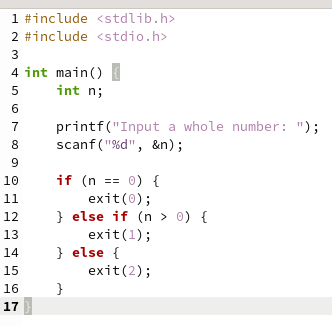 1 #include <stdlib.h>
2 #include <stdio.h>
3
4 int main() {
5     int n;
6
7     printf("Input a whole number: ");
8     scanf("%d", &n);
9
10     if (n == 0) {
11         exit(0);
12     } else if (n > 0) {
13         exit(1);
14     } else {
15         exit(2);
16     }
17 }